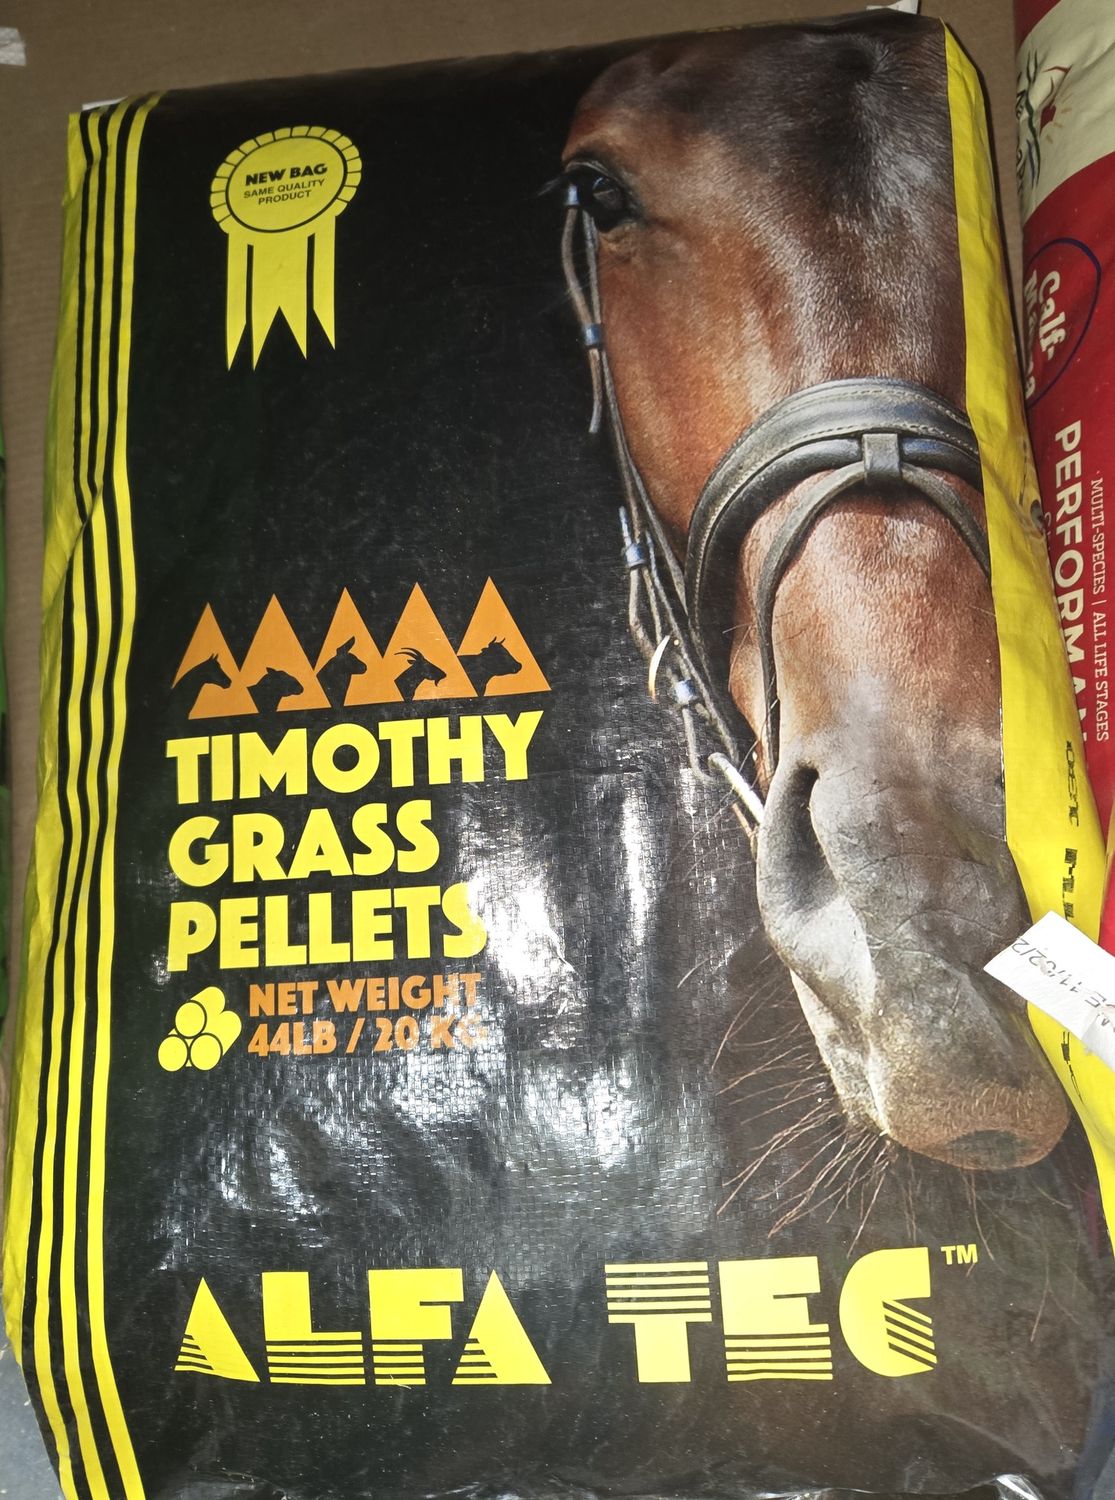 NEW BAG
SAME QUALITY
PRODUCT
TIMOTHY
GRASS
PELLETS
NET WEIGHT
44LB / 20 KG
ALFA TEC™
Calf-
PERFORMA
MULTI-SPECIES | ALL LIFE STAGES